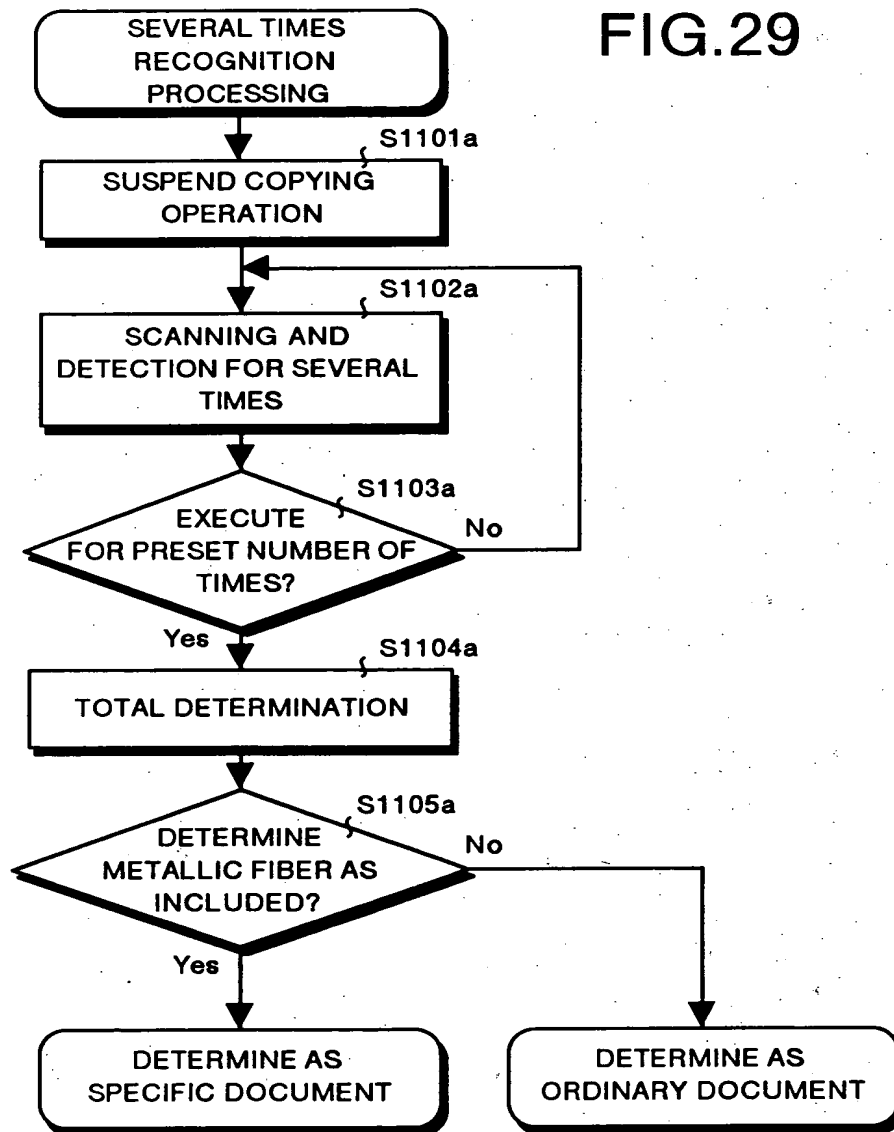 FIG.29
SEVERAL TIMES
RECOGNITION
PROCESSING
S1101a
SUSPEND COPYING
OPERATION
S1102a
SCANNING AND
DETECTION FOR SEVERAL
TIMES
S1103a
EXECUTE
FOR PRESET NUMBER OF
TIMES?
No
Yes
S1104a
TOTAL DETERMINATION
S1105a
DETERMINE
METALLIC FIBER AS
INCLUDED?
No
Yes
DETERMINE AS
SPECIFIC DOCUMENT
DETERMINE AS
ORDINARY DOCUMENT